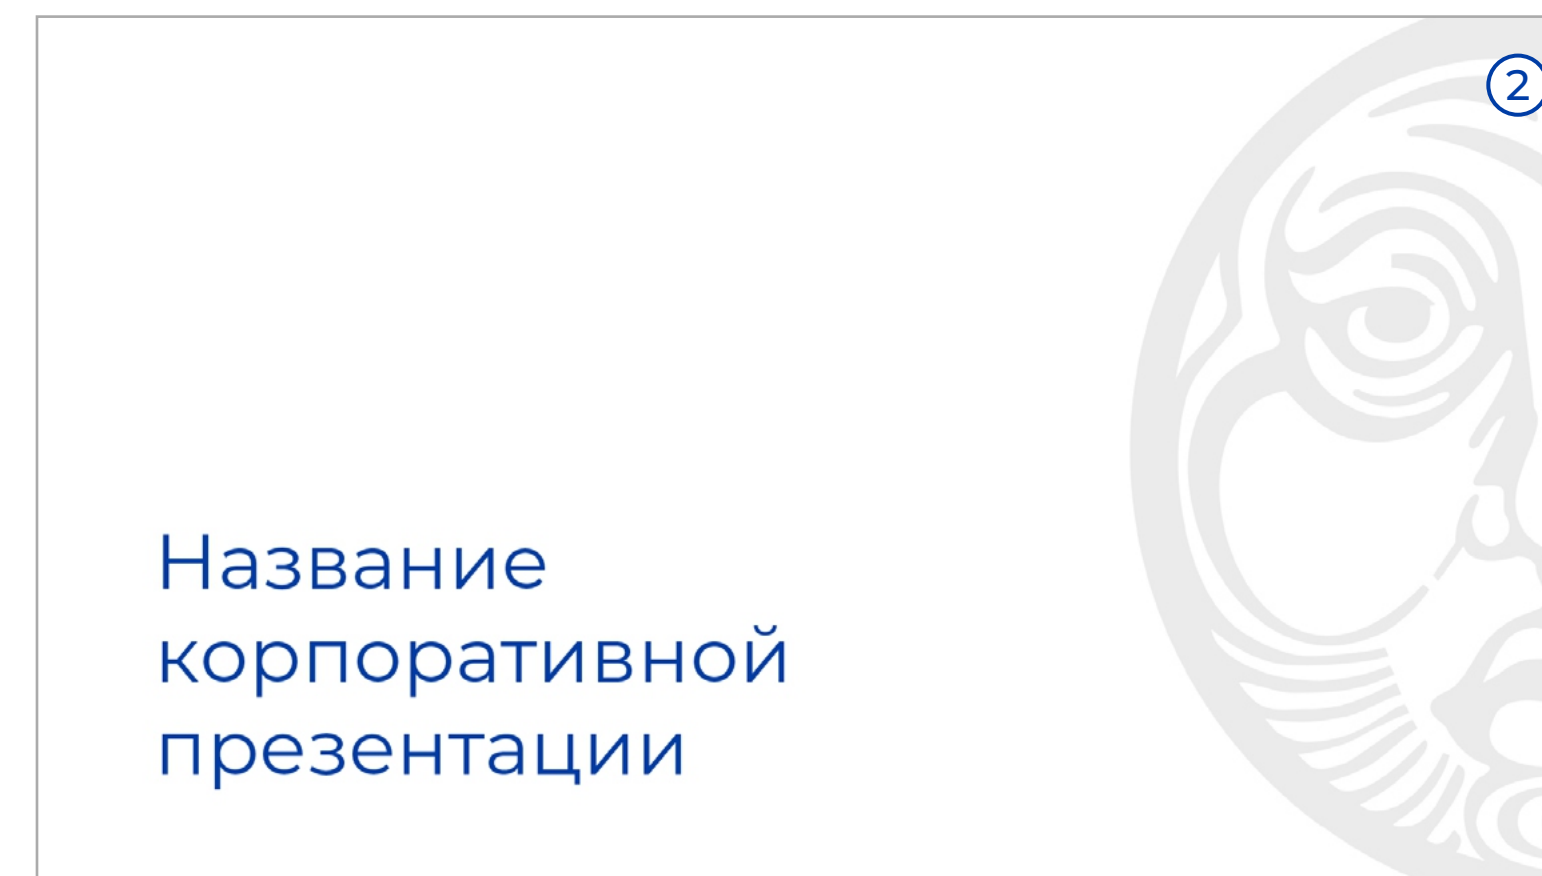 2
Название
корпоративной
презентации